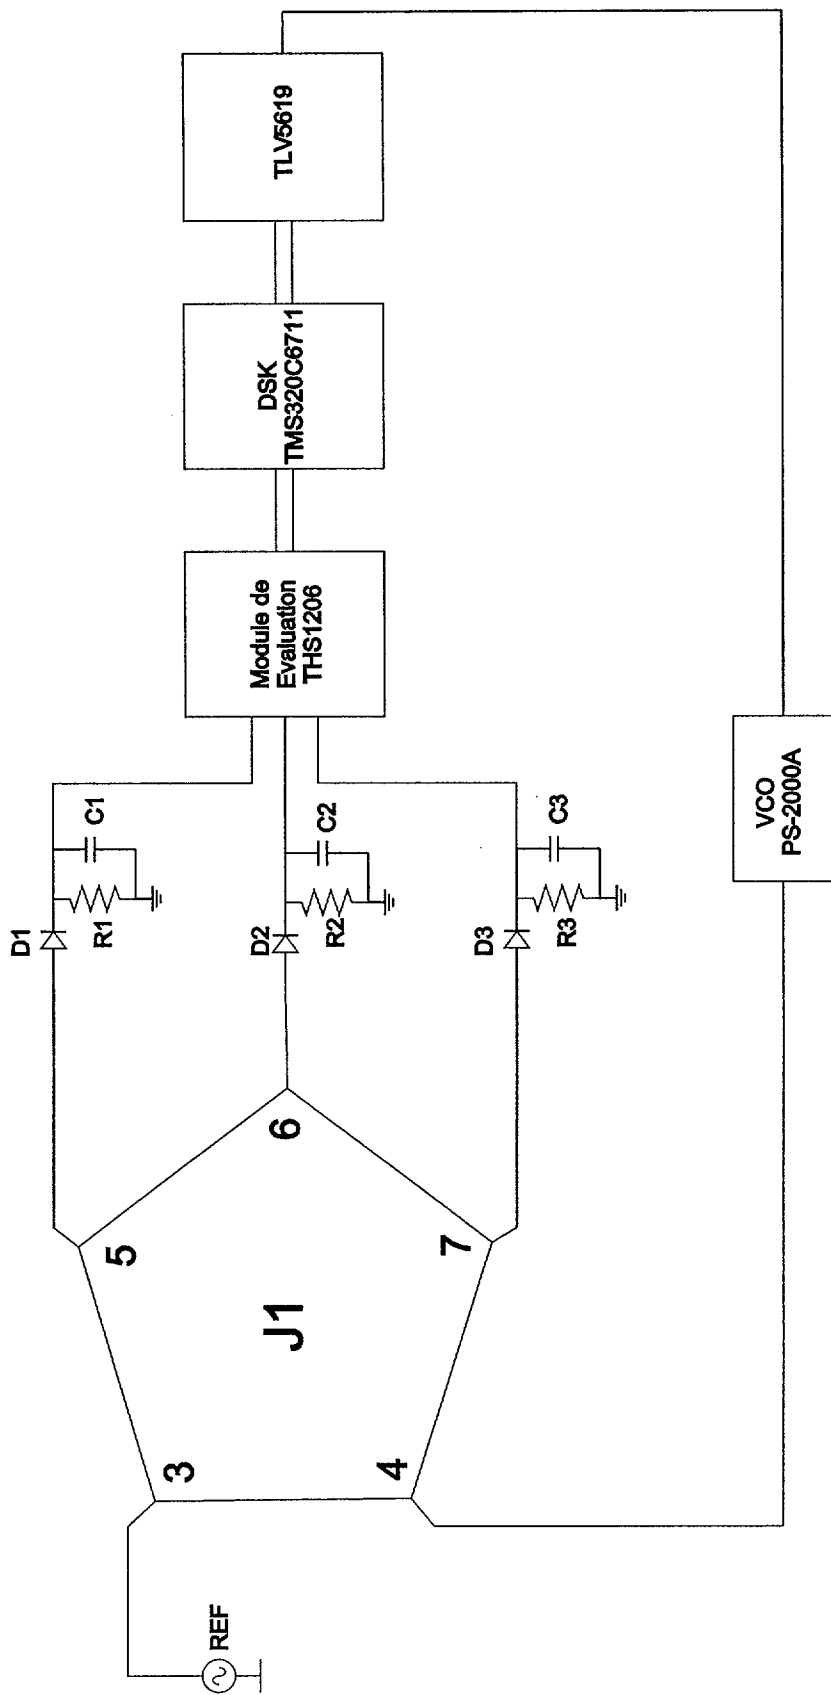 REF
3
4
5
6
7
J1
D1
R1
C1
D2
R2
C2
D3
R3
C3
Module de
Evaluation
THS1206
DSK
TMS320C6711
TLV5619
VCO
PS-2000A